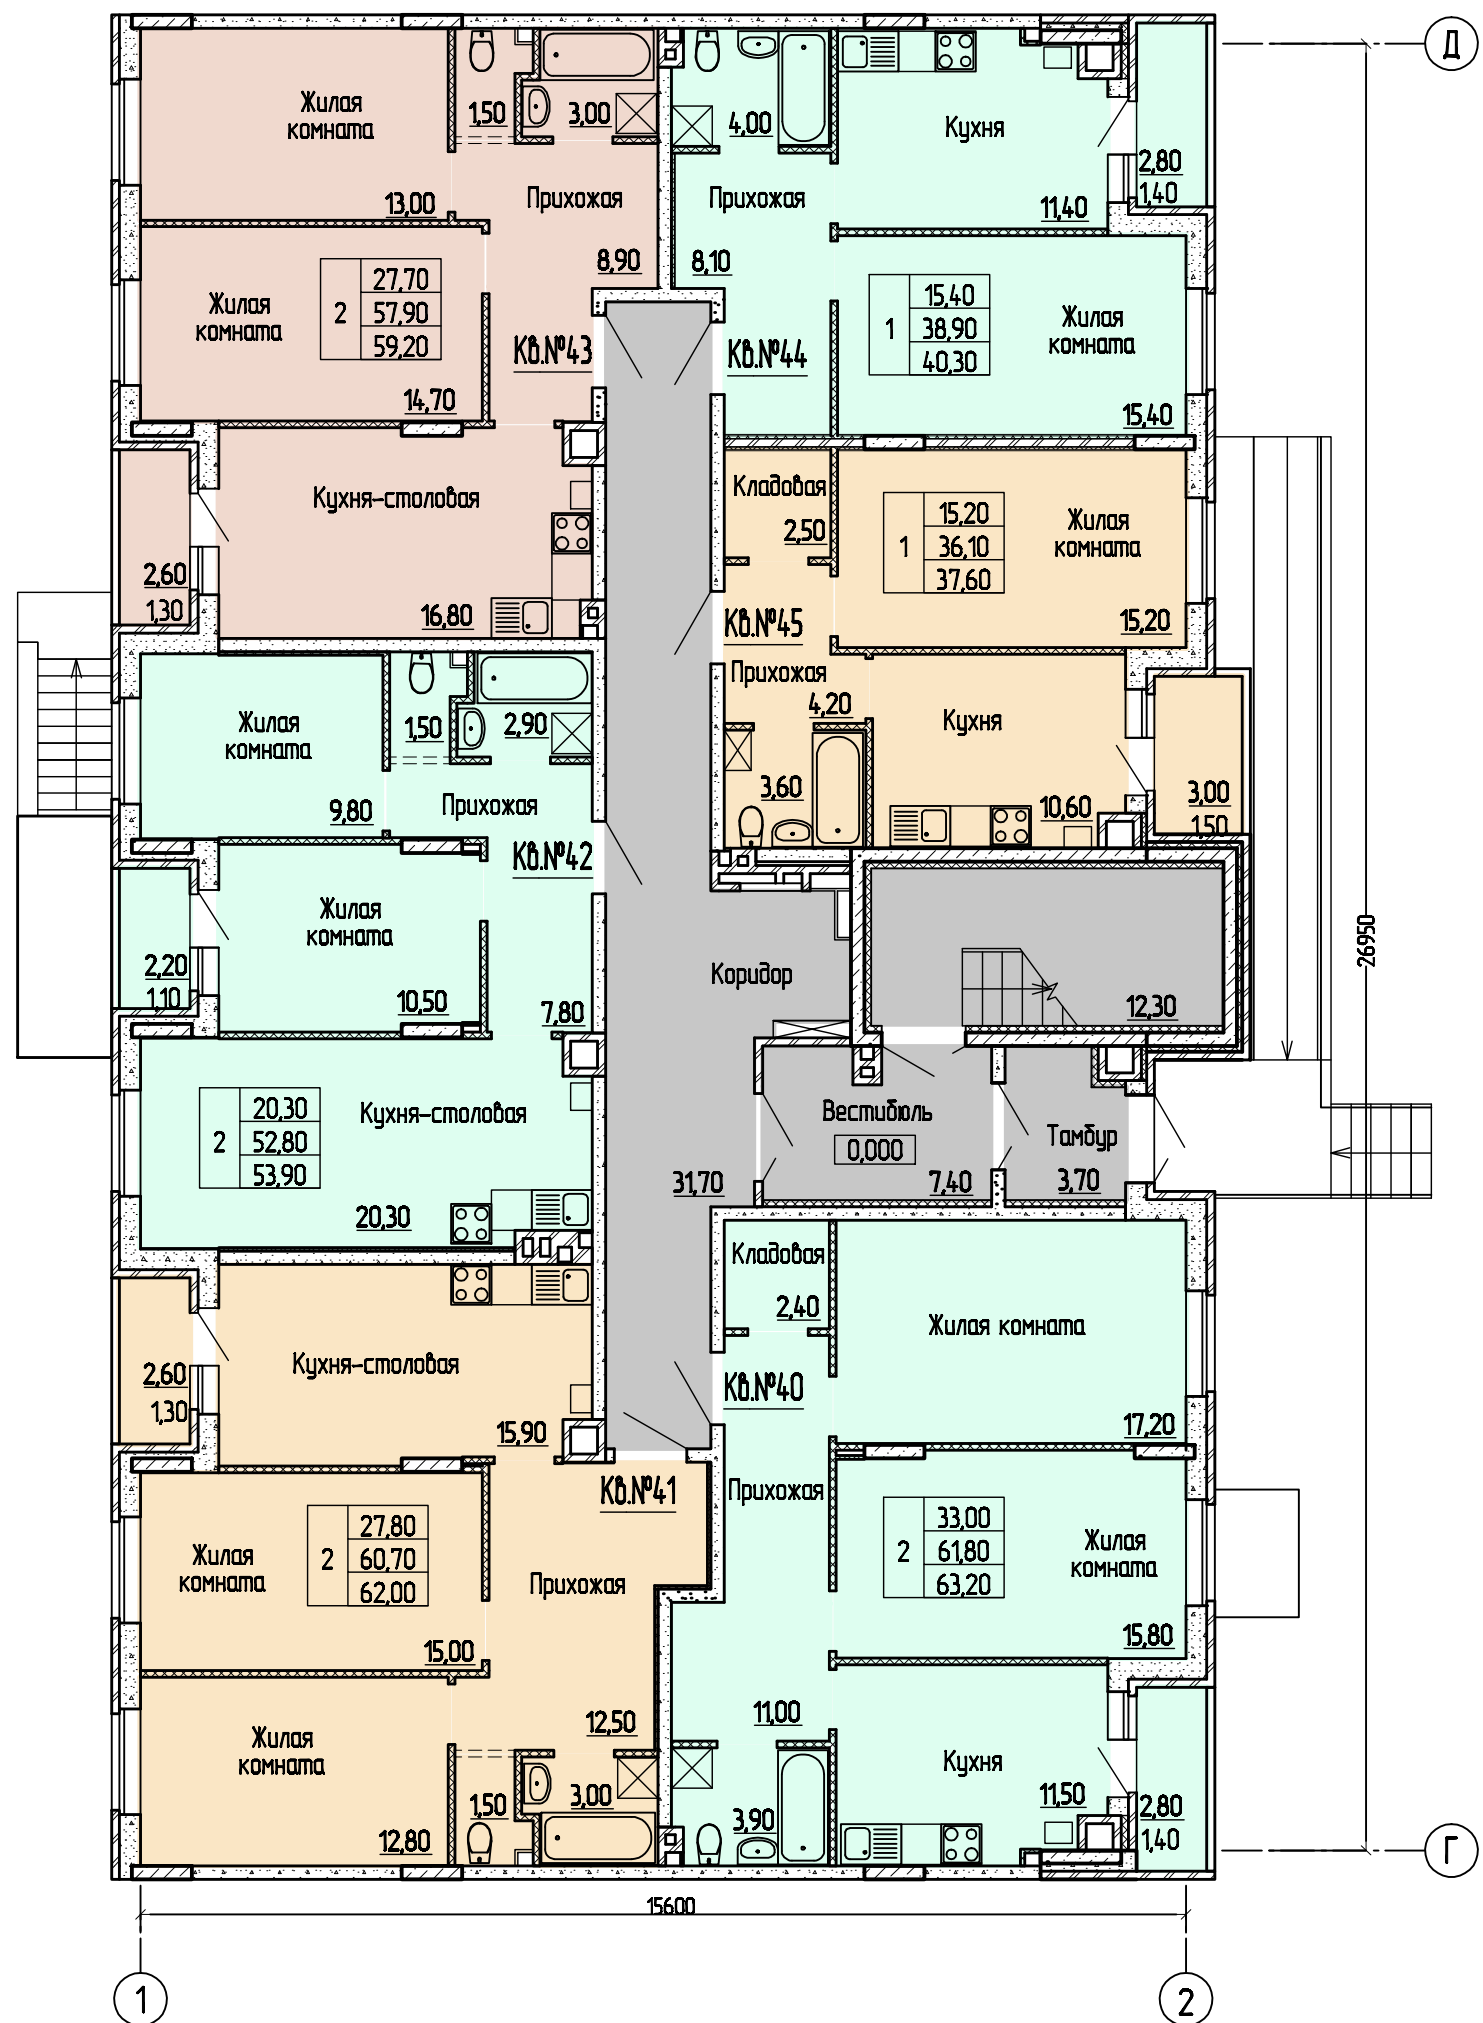 Д
Жилая
комната
13,00
1,50
3,00
Прихожая
8,90
4,00
Прихожая
8,10
Кухня
11,40
2,80
1,40
Жилая
комната
2
27,70
57,90
59,20
14,70
Кв.№43
Кв.№44
1
15,40
38,90
40,30
Жилая
комната
15,40
Кухня-столовая
16,80
2,60
1,30
Кладовая
2,50
1
15,20
36,10
37,60
Жилая
комната
15,20
Кв.№45
Прихожая
4,20
Кухня
10,60
3,60
3,00
1,50
Жилая
комната
9,80
1,50
2,90
Прихожая
Кв.№42
7,80
Жилая
комната
10,50
2,20
1,10
Коридор
31,70
12,30
26950
2
20,30
52,80
53,90
Кухня-столовая
20,30
Вестибюль
0,000
7,40
Тамбур
3,70
Кладовая
2,40
Жилая комната
17,20
Кухня-столовая
15,90
2,60
1,30
Кв.№40
Кв.№41
Прихожая
11,00
Жилая
комната
2
27,80
60,70
62,00
15,00
Прихожая
12,50
2
33,00
61,80
63,20
Жилая
комната
15,80
Жилая
комната
12,80
1,50
3,00
3,90
Кухня
11,50
2,80
1,40
Г
15600
1
2